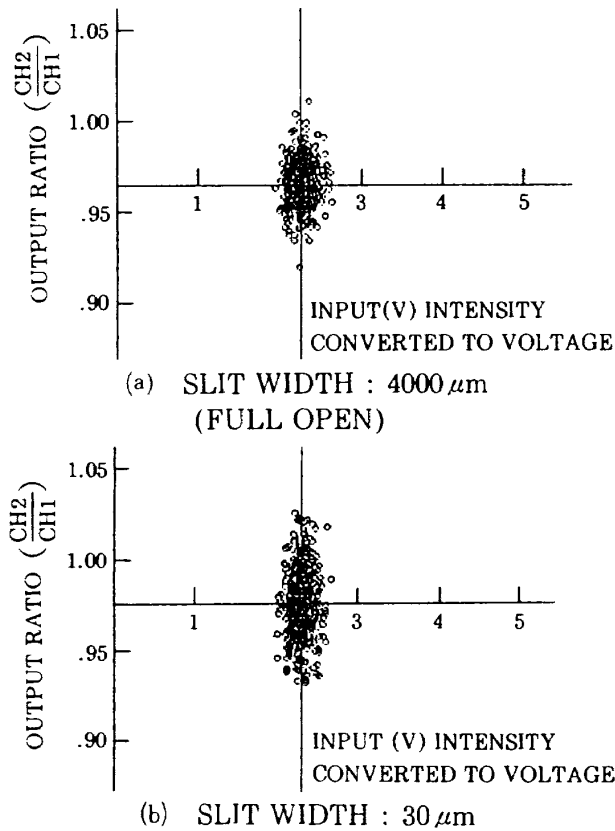 1.05
1.00
.95
.90
OUTPUT RATIO (CH2/CH1)
1 3 4 5
INPUT(V) INTENSITY
CONVERTED TO VOLTAGE
(a) SLIT WIDTH : 4000 μm
(FULL OPEN)
1.05
1.00
.95
.90
OUTPUT RATIO (CH2/CH1)
1 3 4 5
INPUT (V) INTENSITY
CONVERTED TO VOLTAGE
(b) SLIT WIDTH : 30 μm